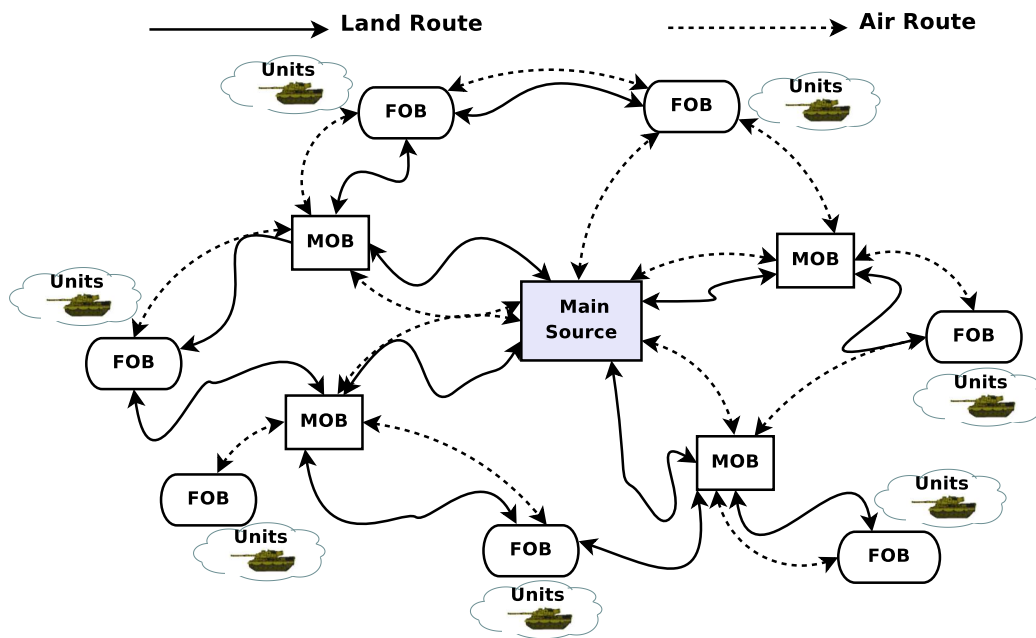 Land Route
Air Route
Units
FOB
FOB
Units
MOB
MOB
Units
Main
Source
FOB
FOB
MOB
Units
MOB
FOB
Units
Units
FOB
FOB
Units